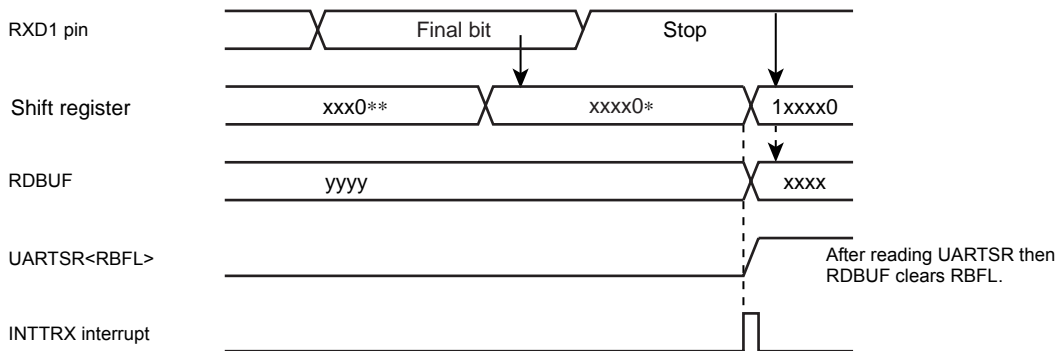 RXD1 pin
Final bit
Stop
Shift register
xxx0**
xxxx0*
1xxxx0
RDBUF
yyyy
xxxx
UARTSR<RBFL>
After reading UARTSR then
RDBUF clears RBFL.
INTTRX interrupt